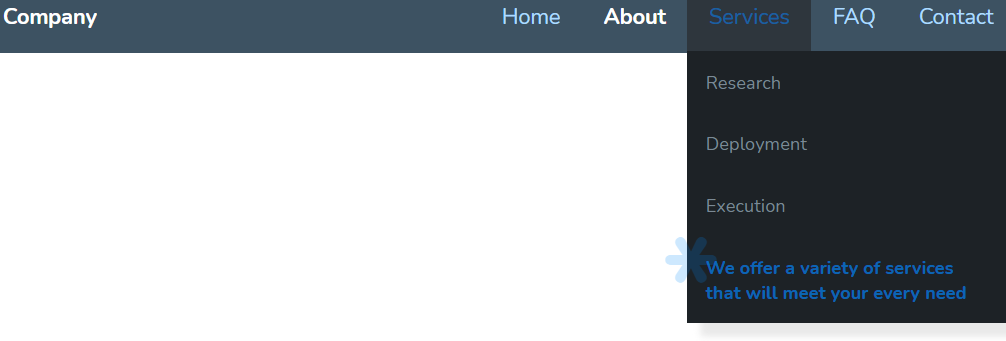 Company Home About Services FAQ Contact
Research
Deployment
Execution
We offer a variety of services
that will meet your every need